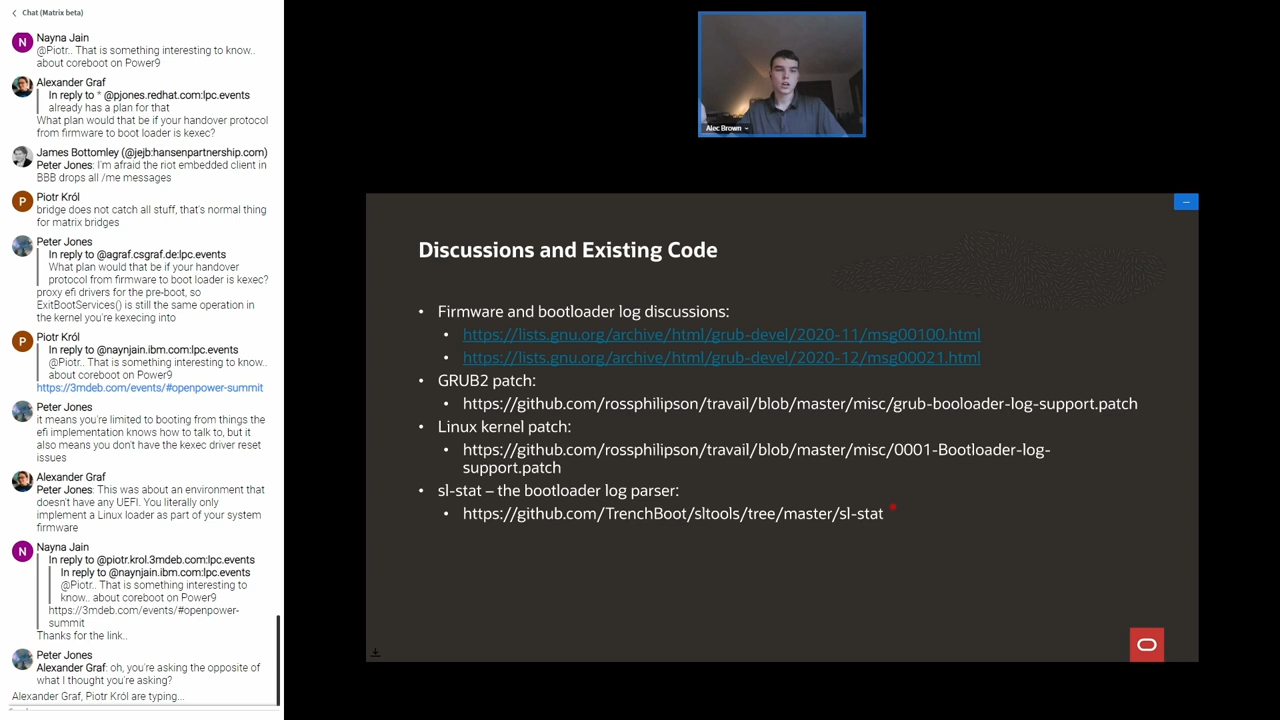 Chat (Matrix beta)
Nayna Jain
@Piotr.. That is something interesting to know..
about coreboot on Power9
Alexander Graf
In reply to * @pjones.redhat.com:lpc.events
already has a plan for that
What plan would that be if your handover protocol
from firmware to boot loader is kexec?
James Bottomley (@jejb:hansenpartnership.com)
Peter Jones: I'm afraid the riot embedded client in
BBB drops all /me messages
Piotr Król
bridge does not catch all stuff, that's normal thing
for matrix bridges
Peter Jones
In reply to @agraf.csgraf.de:lpc.events
What plan would that be if your handover
protocol from firmware to boot loader is kexec?
proxy efi drivers for the pre-boot, so
ExitBootServices() is still the same operation in
the kernel you're kexecing into
Piotr Król
In reply to @naynjain.ibm.com:lpc.events
@Piotr.. That is something interesting to know..
about coreboot on Power9
https://3mdeb.com/events/#openpower-summit
Peter Jones
it means you're limited to booting from things the
efi implementation knows how to talk to, but it
also means you don't have the kexec driver reset
issues
Alexander Graf
Peter Jones: This was about an environment that
doesn't have any UEFI. You literally only
implement a Linux loader as part of your system
firmware
Nayna Jain
In reply to @piotr.krol.3mdeb.com:lpc.events
In reply to @naynjain.ibm.com:lpc.events
@Piotr.. That is something interesting to
know.. about coreboot on Power9
https://3mdeb.com/events/#openpower-
summit
Thanks for the link..
Peter Jones
Alexander Graf: oh, you're asking the opposite of
what I thought you're asking?
Alexander Graf, Piotr Król are typing...
N
P
P
N
Alec Brown
Discussions and Existing Code
• Firmware and bootloader log discussions:
• https://lists.gnu.org/archive/html/grub-devel/2020-11/msg00100.html
• https://lists.gnu.org/archive/html/grub-devel/2020-12/msg00021.html
• GRUB2 patch:
• https://github.com/rossphilipson/travail/blob/master/misc/grub-booloader-log-support.patch
• Linux kernel patch:
• https://github.com/rossphilipson/travail/blob/master/misc/0001-Bootloader-log-
support.patch
• sl-stat – the bootloader log parser:
• https://github.com/TrenchBoot/sltools/tree/master/sl-stat